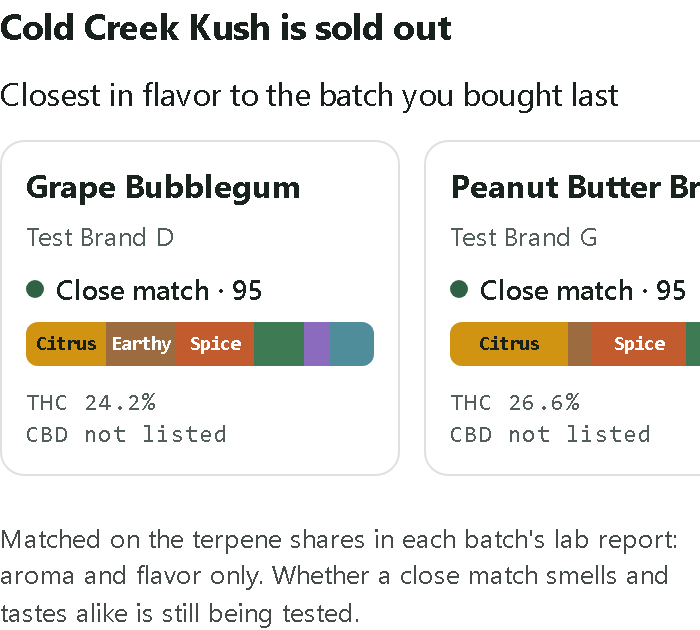 Cold Creek Kush is sold out
Closest in flavor to the batch you bought last
Grape Bubblegum
Test Brand D
Close match · 95
Citrus Earthy Spice
THC 24.2%
CBD not listed
Peanut Butter Br
Test Brand G
Close match · 95
Citrus Spice
THC 26.6%
CBD not listed
Matched on the terpene shares in each batch's lab report:
aroma and flavor only. Whether a close match smells and
tastes alike is still being tested.